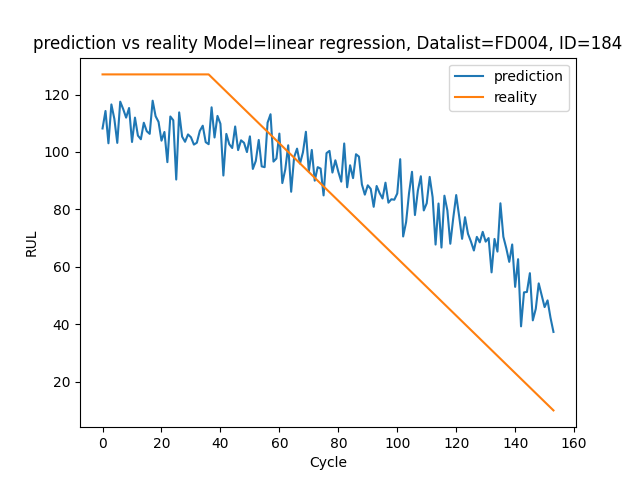 prediction vs reality Model=linear regression, Datalist=FD004, ID=184
prediction
reality
RUL
120
100
80
60
40
20
0 20 40 60 80 100 120 140 160
Cycle